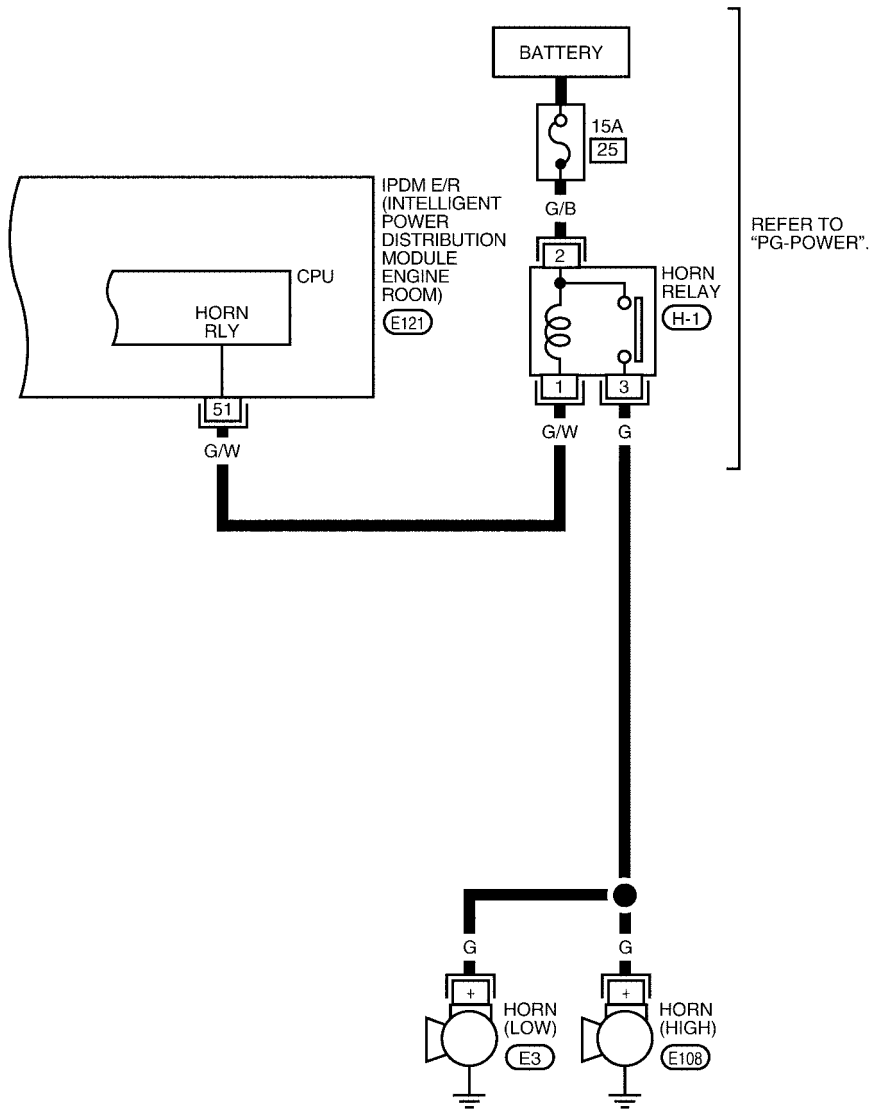 BATTERY
15A
25
G/B
2
HORN
RELAY
H-1
REFER TO
"PG-POWER".
IPDM E/R
(INTELLIGENT
POWER
DISTRIBUTION
MODULE
ENGINE
ROOM)
E121
CPU
HORN
RLY
51
G/W
1
3
G/W
G
G
G
+
HORN
(LOW)
E3
+
HORN
(HIGH)
E108